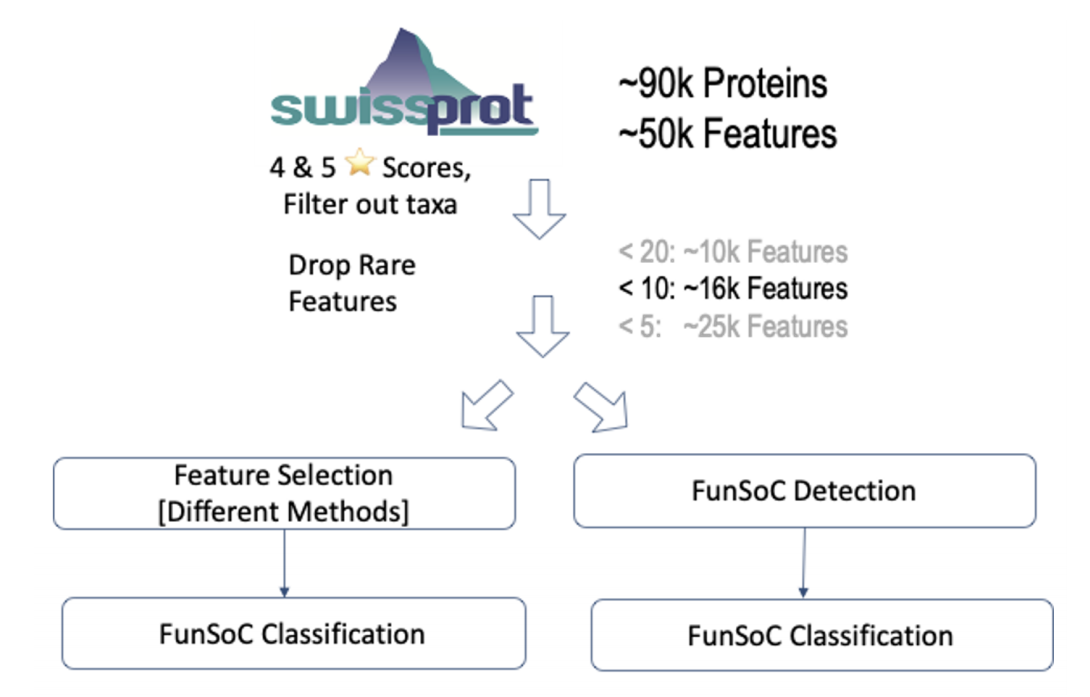 swissprot
~90k Proteins
~50k Features
4 & 5 ⭐ Scores,
Filter out taxa
Drop Rare
Features
< 20: ~10k Features
< 10: ~16k Features
< 5: ~25k Features
Feature Selection
[Different Methods]
FunSoC Detection
FunSoC Classification
FunSoC Classification